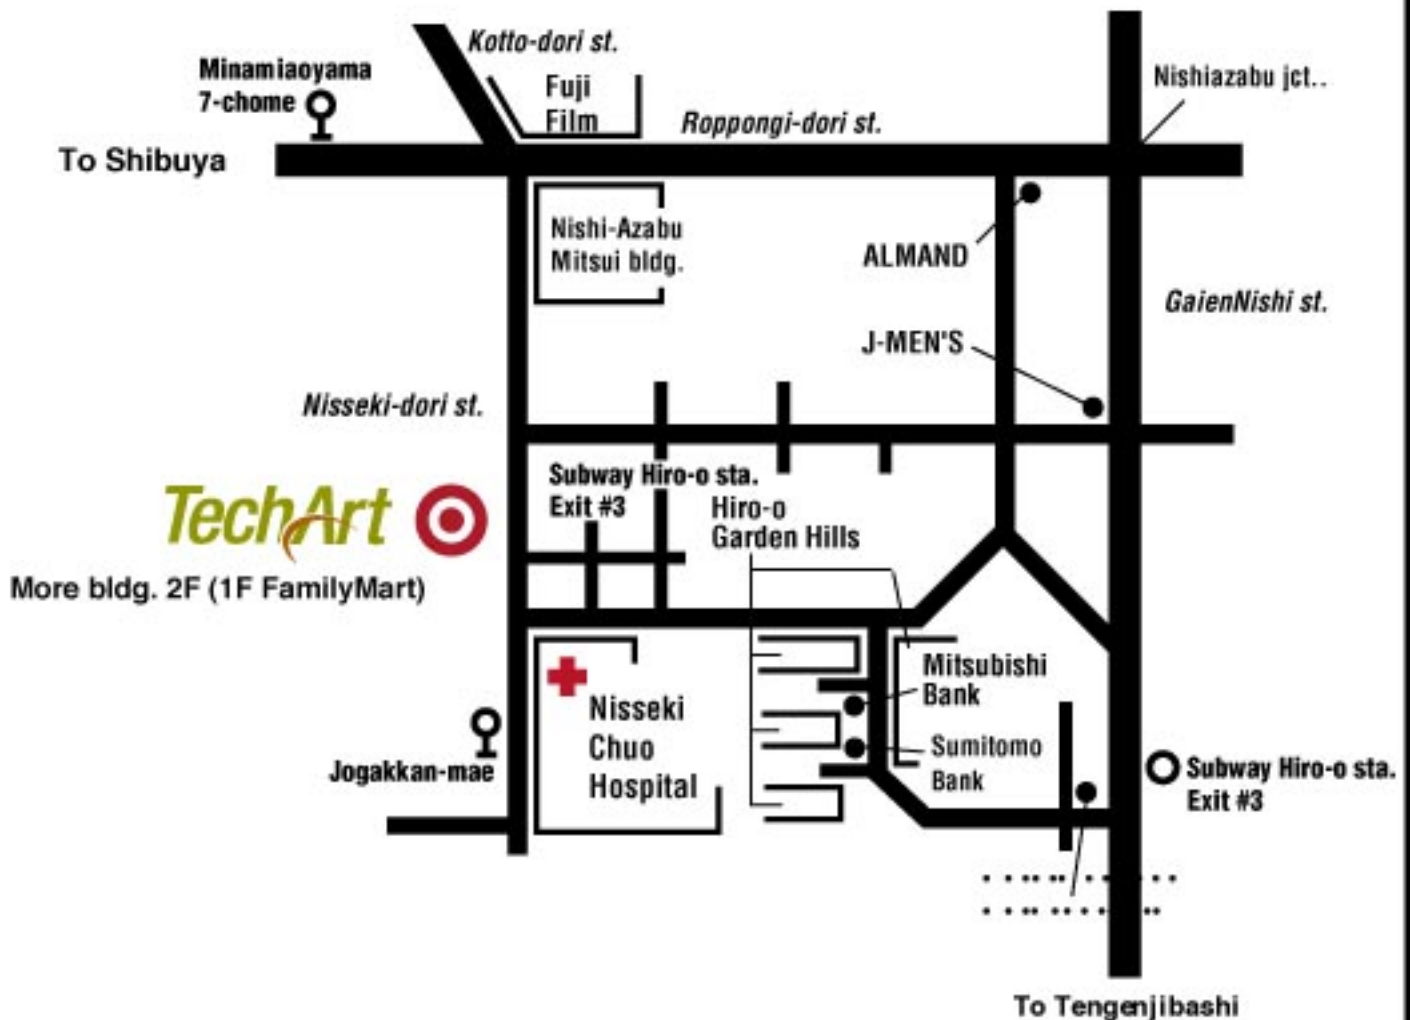 Kotto-dori st.
Minamiaoyama
7-chome
Fuji
Film
Nishiazabu jct..
Roppongi-dori st.
To Shibuya
Nishi-Azabu
Mitsui bldg.
ALMAND
GaienNishi st.
J-MEN'S
Nisseki-dori st.
Subway Hiro-o sta.
Exit #3
Hiro-o
Garden Hills
TechArt
More bldg. 2F (1F FamilyMart)
Mitsubishi
Bank
Nisseki
Chuo
Hospital
Sumitomo
Bank
Jogakkan-mae
Subway Hiro-o sta.
Exit #3
To Tengenjibashi